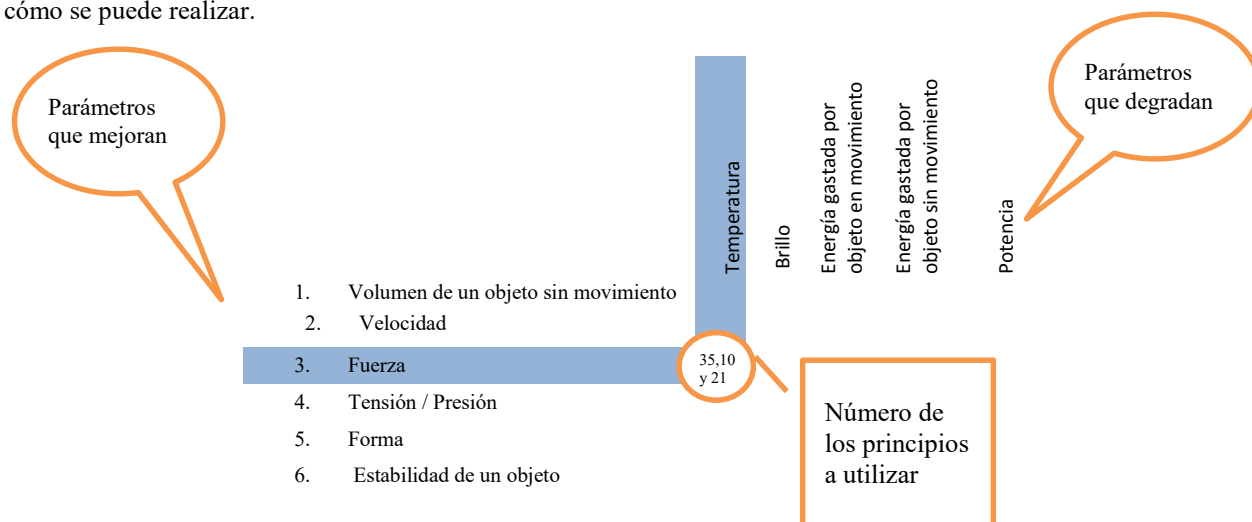 cómo se puede realizar.
Parámetros
que mejoran
Parámetros
que degradan
Temperatura
Brillo
Energía gastada por
objeto en movimiento
Energía gastada por
objeto sin movimiento
Potencia
1. Volumen de un objeto sin movimiento
2. Velocidad
3. Fuerza
35,10
y 21
4. Tensión / Presión
5. Forma
6. Estabilidad de un objeto
Número de
los principios
a utilizar